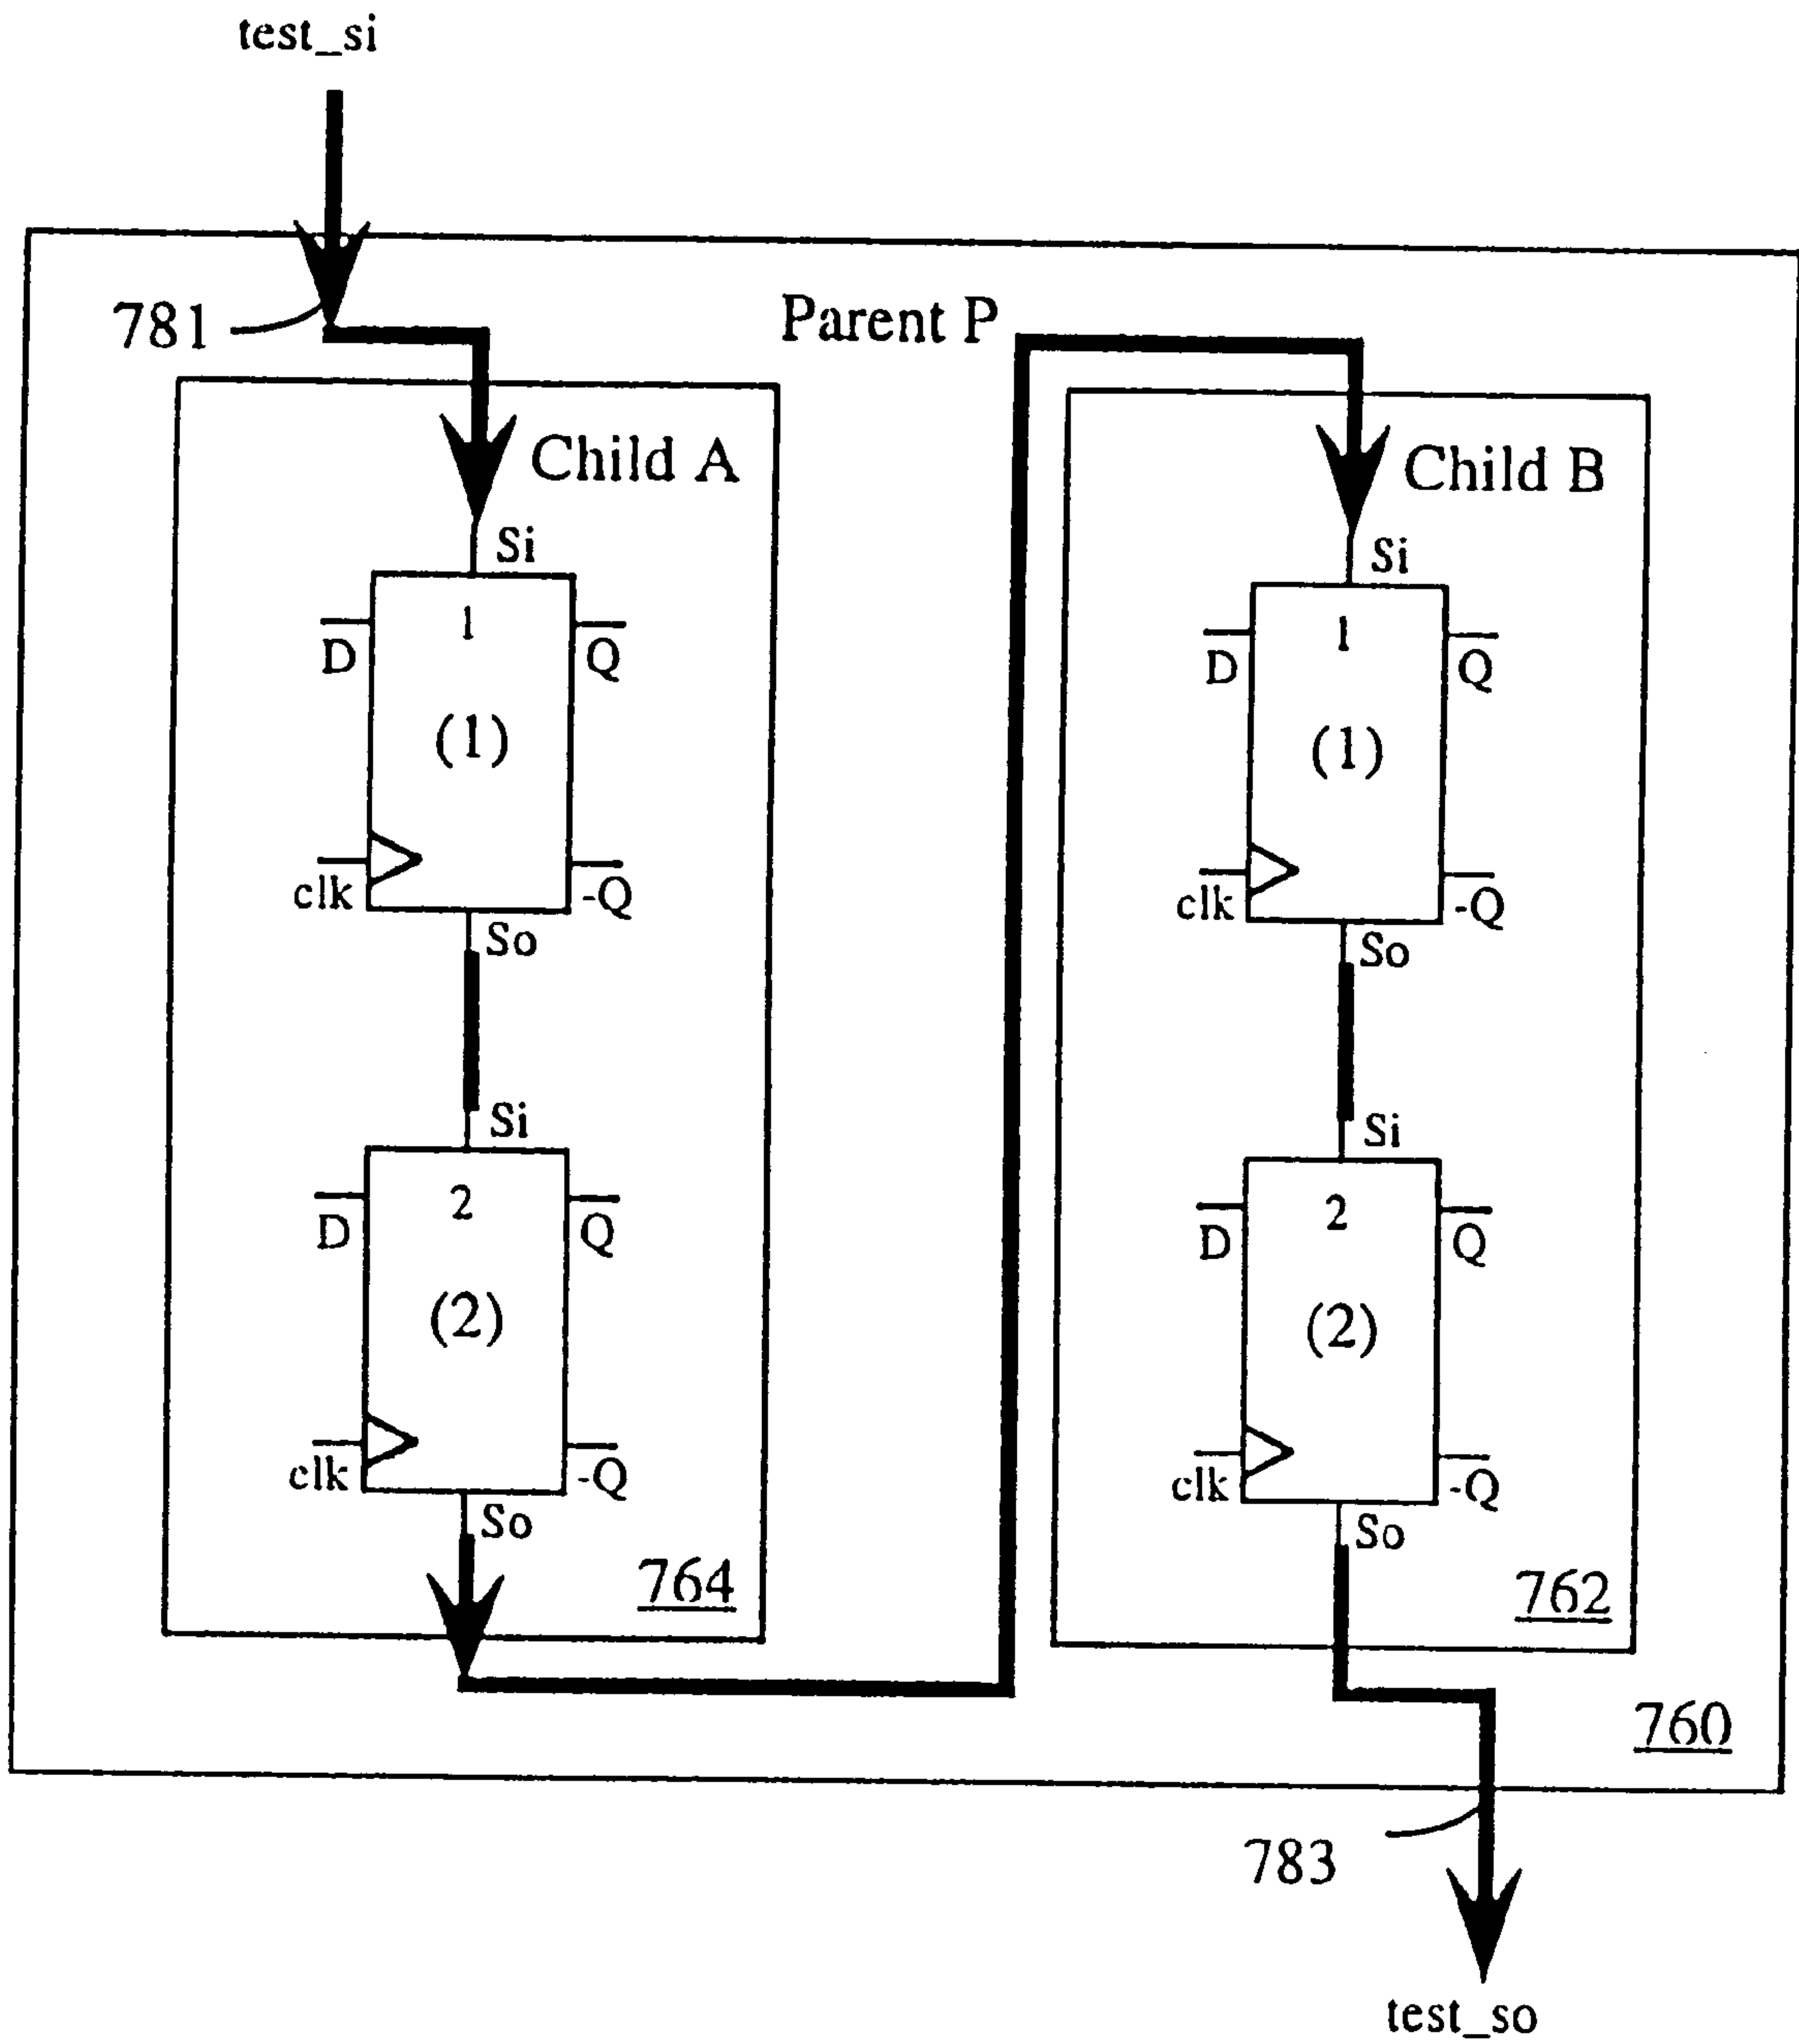 test_si
781
Parent P
Child A
Si
1
D
Q
(1)
clk
-Q
So
Si
2
D
Q
(2)
clk
-Q
So
764
Child B
Si
1
D
Q
(1)
clk
-Q
So
Si
2
D
Q
(2)
clk
-Q
So
762
760
783
test_so